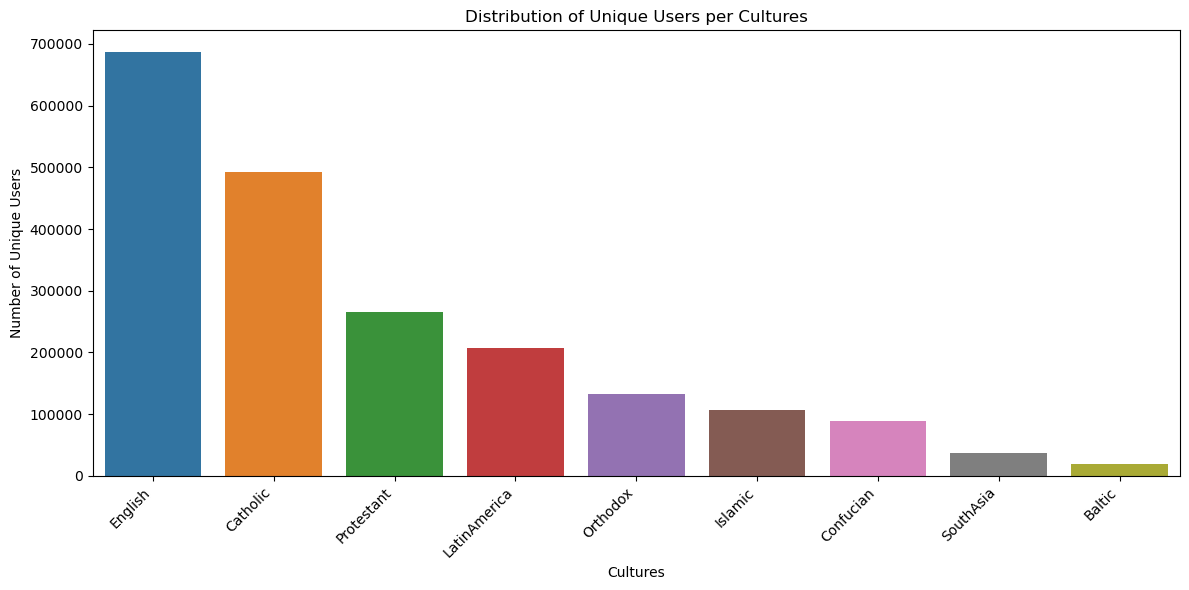 Distribution of Unique Users per Cultures
Number of Unique Users
700000
600000
500000
400000
300000
200000
100000
0
English
Catholic
Protestant
LatinAmerica
Orthodox
Islamic
Confucian
SouthAsia
Baltic
Cultures